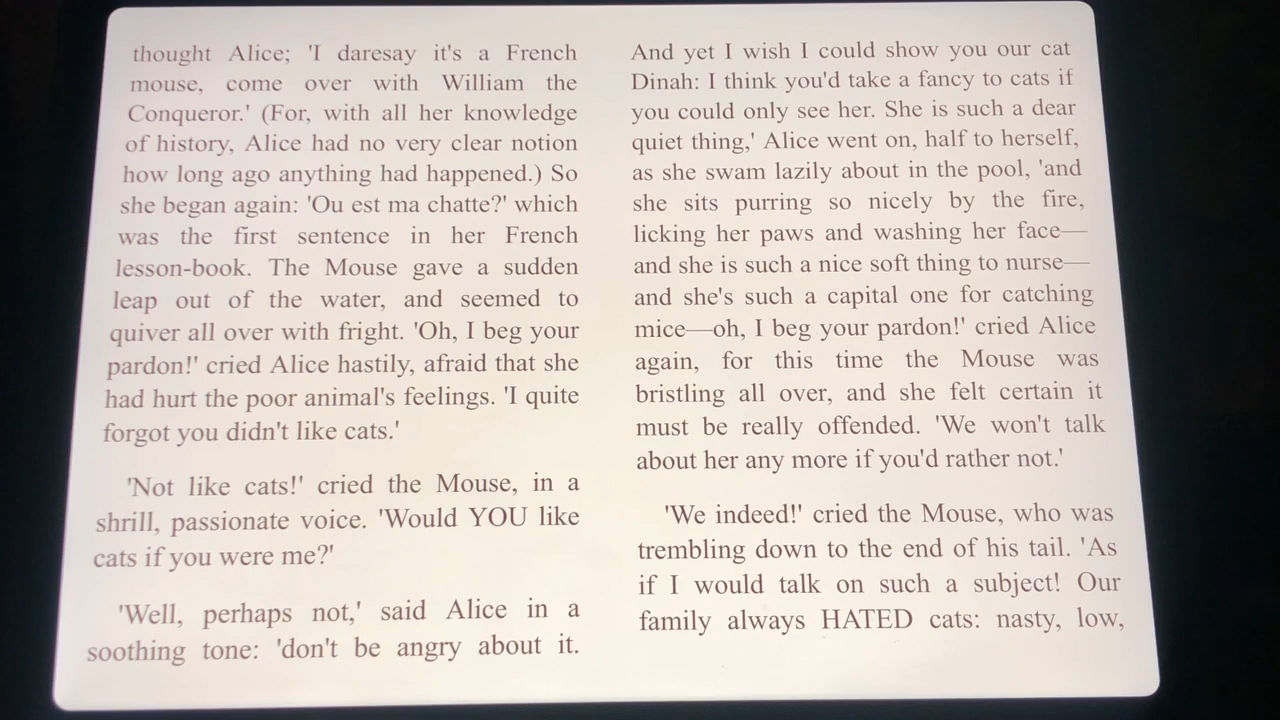 thought Alice; 'I daresay it's a French
mouse, come over with William the
Conqueror.' (For, with all her knowledge
of history, Alice had no very clear notion
how long ago anything had happened.) So
she began again: 'Ou est ma chatte?' which
was the first sentence in her French
lesson-book. The Mouse gave a sudden
leap out of the water, and seemed to
quiver all over with fright. 'Oh, I beg your
pardon!' cried Alice hastily, afraid that she
had hurt the poor animal's feelings. 'I quite
forgot you didn't like cats.'
'Not like cats!' cried the Mouse, in a
shrill, passionate voice. 'Would YOU like
cats if you were me?'
'Well, perhaps not,' said Alice in a
soothing tone: 'don't be angry about it.
And yet I wish I could show you our cat
Dinah: I think you'd take a fancy to cats if
you could only see her. She is such a dear
quiet thing,' Alice went on, half to herself,
as she swam lazily about in the pool, 'and
she sits purring so nicely by the fire,
licking her paws and washing her face—
and she is such a nice soft thing to nurse—
and she's such a capital one for catching
mice—oh, I beg your pardon!' cried Alice
again, for this time the Mouse was
bristling all over, and she felt certain it
must be really offended. 'We won't talk
about her any more if you'd rather not.'
'We indeed!' cried the Mouse, who was
trembling down to the end of his tail. 'As
if I would talk on such a subject! Our
family always HATED cats: nasty, low,